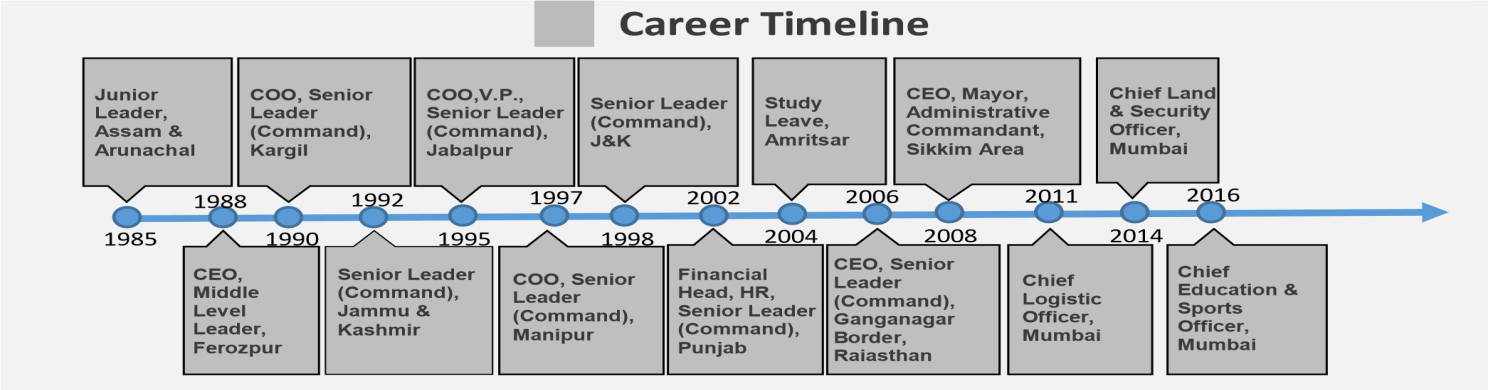 Career Timeline
Junior
Leader,
Assam &
Arunachal
1985
1988
CEO,
Middle
Level
Leader,
Ferozpur
COO, Senior
Leader
(Command),
Kargil
1990
1992
Senior Leader
(Command),
Jammu &
Kashmir
COO,V.P.,
Senior Leader
(Command),
Jabalpur
1995
1997
COO, Senior
Leader
(Command),
Manipur
Senior Leader
(Command),
J&K
1998
2002
Financial
Head, HR,
Senior Leader
(Command),
Punjab
Study
Leave,
Amritsar
2004
2006
CEO, Senior
Leader
(Command),
Ganganagar
Border,
Raiasthan
CEO, Mayor,
Administrative
Commandant,
Sikkim Area
2008
2011
Chief
Logistic
Officer,
Mumbai
Chief Land
& Security
Officer,
Mumbai
2014
2016
Chief
Education &
Sports
Officer,
Mumbai